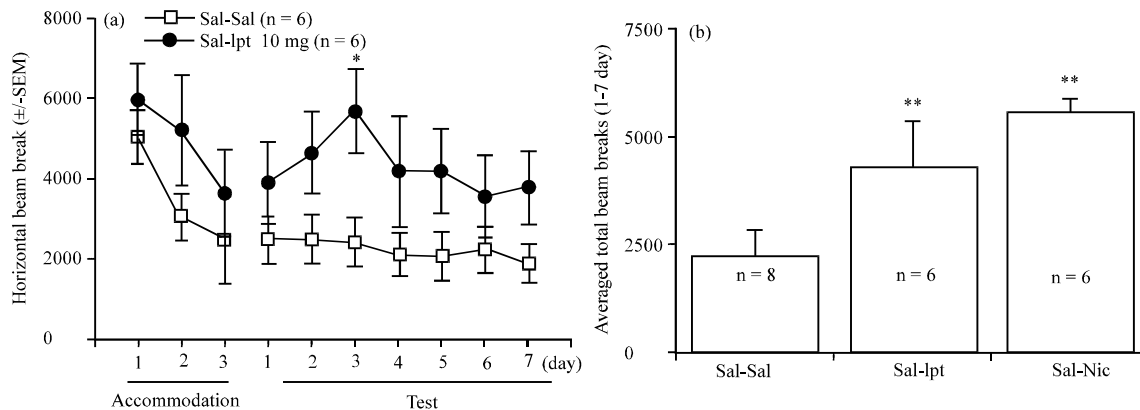 (a)
Sal-Sal (n = 6)
Sal-lpt 10 mg (n = 6)
Horizontal beam break (±/-SEM)
8000
6000
4000
2000
0
*
1 2 3 1 2 3 4 5 6 7 (day)
Accommodation Test
(b)
Averaged total beam breaks (1-7 day)
7500
5000
2500
0
** **
n = 8 n = 6 n = 6
Sal-Sal Sal-lpt Sal-Nic